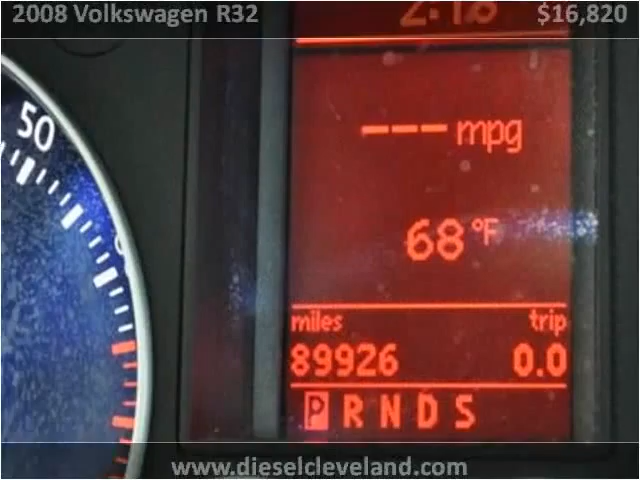 2008 Volkswagen R32 $16,820
50
--- mpg
68°F
miles trip
89926 0.0
P R N D S
www.dieselcleveland.com